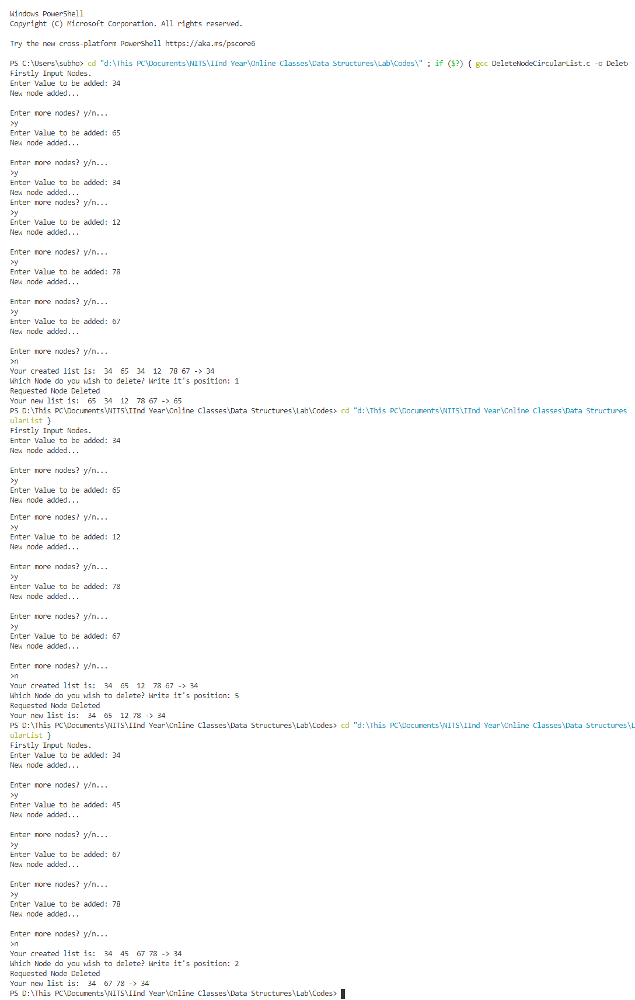 Windows PowerShell
Copyright (C) Microsoft Corporation. All rights reserved.
Try the new cross-platform PowerShell https://aka.ms/pscore6
PS C:\Users\subho> cd "d:\This PC\Documents\NITS\IInd Year\Online Classes\Data Structures\Lab\Codes\" ; if ($?) { gcc DeleteNodeCircularList.c -o Delete
Firstly Input Nodes.
Enter Value to be added: 34
New node added...
Enter more nodes? y/n...
>y
Enter Value to be added: 65
New node added...
Enter more nodes? y/n...
>y
Enter Value to be added: 34
New node added...
Enter more nodes? y/n...
>y
Enter Value to be added: 12
New node added...
Enter more nodes? y/n...
>y
Enter Value to be added: 78
New node added...
Enter more nodes? y/n...
>y
Enter Value to be added: 67
New node added...
Enter more nodes? y/n...
>n
Your created list is:  34  65  34  12  78 67 -> 34
Which Node do you wish to delete? Write it's position: 1
Requested Node Deleted
Your new list is:  65  34  12  78 67 -> 65
PS D:\This PC\Documents\NITS\IInd Year\Online Classes\Data Structures\Lab\Codes> cd "d:\This PC\Documents\NITS\IInd Year\Online Classes\Data Structures
ularList }
Firstly Input Nodes.
Enter Value to be added: 34
New node added...
Enter more nodes? y/n...
>y
Enter Value to be added: 65
New node added...
Enter more nodes? y/n...
>y
Enter Value to be added: 12
New node added...
Enter more nodes? y/n...
>y
Enter Value to be added: 78
New node added...
Enter more nodes? y/n...
>y
Enter Value to be added: 67
New node added...
Enter more nodes? y/n...
>n
Your created list is:  34  65  12  78 67 -> 34
Which Node do you wish to delete? Write it's position: 5
Requested Node Deleted
Your new list is:  34  65  12 78 -> 34
PS D:\This PC\Documents\NITS\IInd Year\Online Classes\Data Structures\Lab\Codes> cd "d:\This PC\Documents\NITS\IInd Year\Online Classes\Data Structures\L
ularList }
Firstly Input Nodes.
Enter Value to be added: 34
New node added...
Enter more nodes? y/n...
>y
Enter Value to be added: 45
New node added...
Enter more nodes? y/n...
>y
Enter Value to be added: 67
New node added...
Enter more nodes? y/n...
>y
Enter Value to be added: 78
New node added...
Enter more nodes? y/n...
>n
Your created list is:  34  45  67 78 -> 34
Which Node do you wish to delete? Write it's position: 2
Requested Node Deleted
Your new list is:  34  67 78 -> 34
PS D:\This PC\Documents\NITS\IInd Year\Online Classes\Data Structures\Lab\Codes>